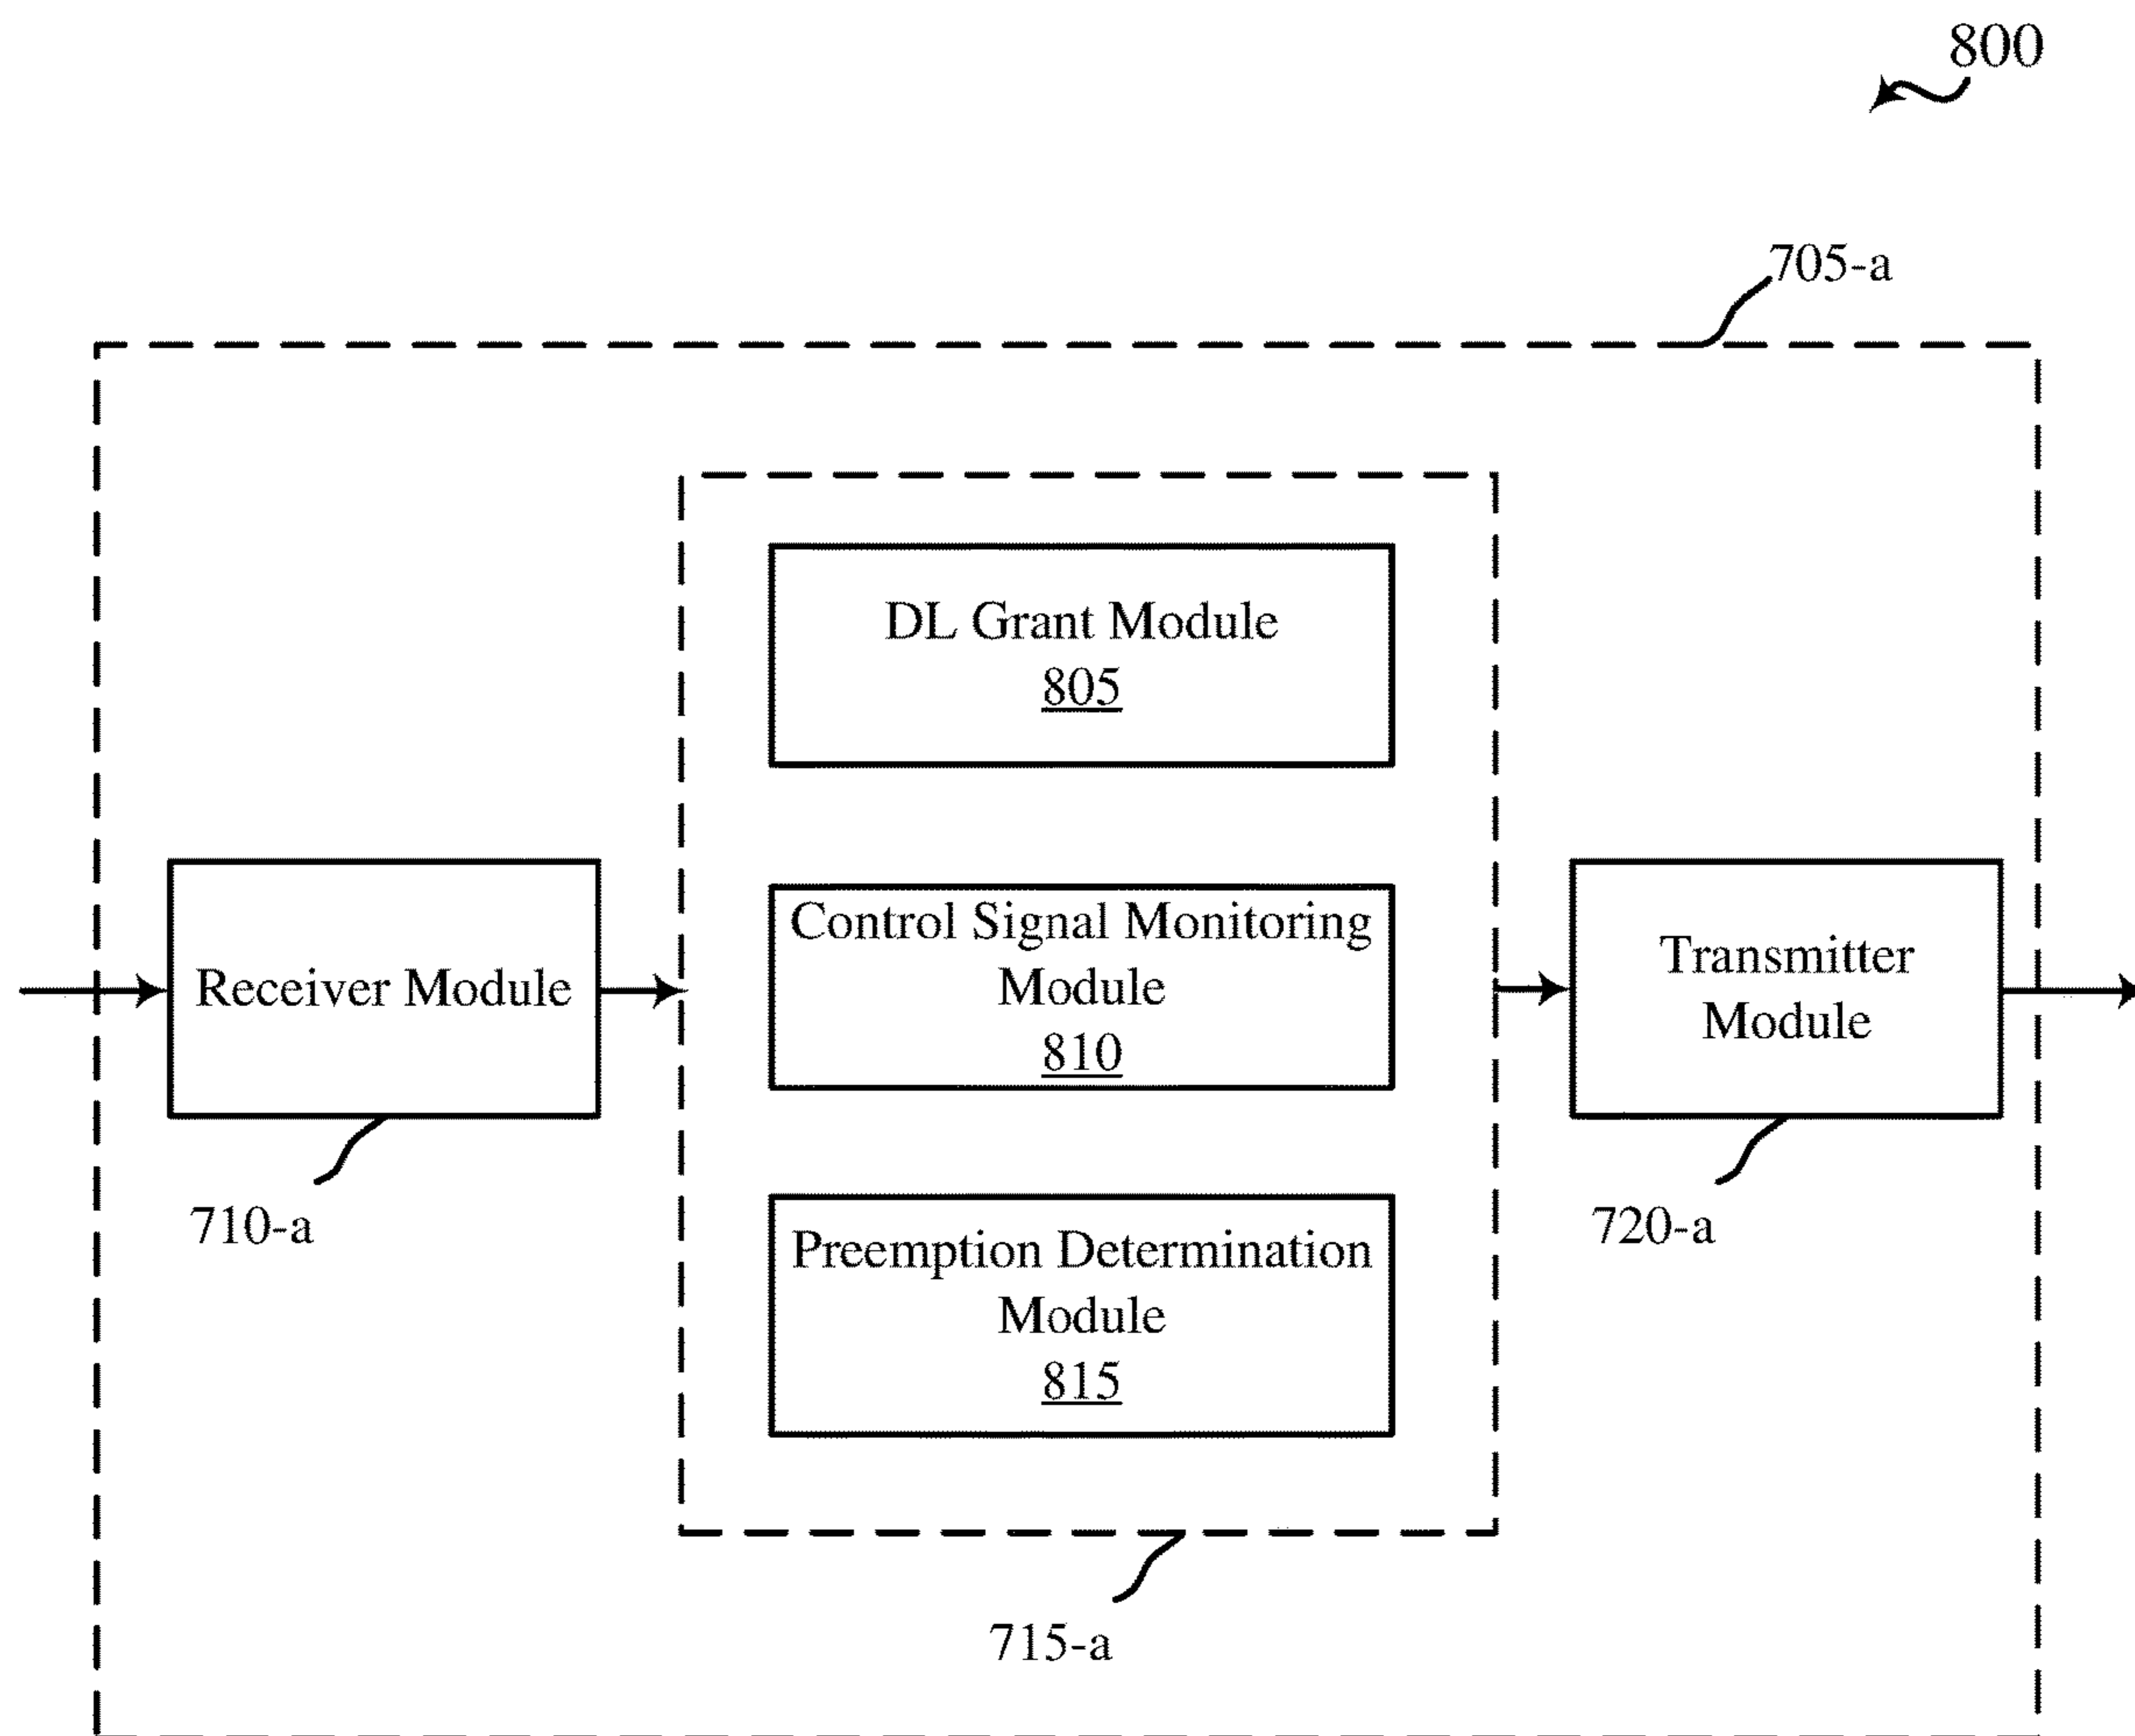 800
705-a
DL Grant Module
805
Control Signal Monitoring
Module
810
Receiver Module
Transmitter
Module
710-a
720-a
Preemption Determination
Module
815
715-a